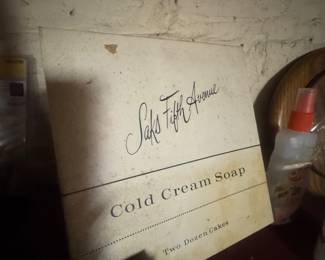 Saks Fifth Avenue
Cold Cream Soap
Two Dozen Cakes